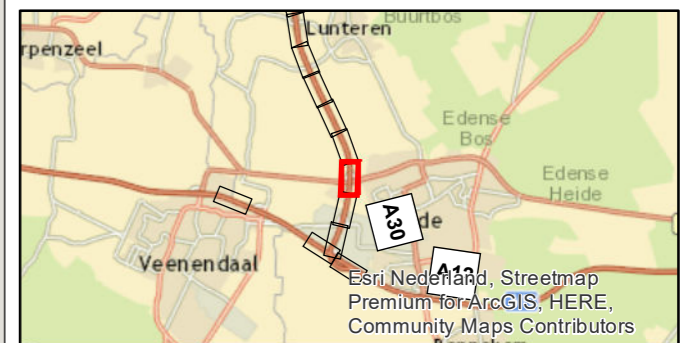 Lunteren
Buurtbos
rpenzeel
Edense
Bos
Edense
Heide
A30
de
Veenendaal
Esri Nederland, Streetmap
Premium for ArcGIS, HERE,
Community Maps Contributors